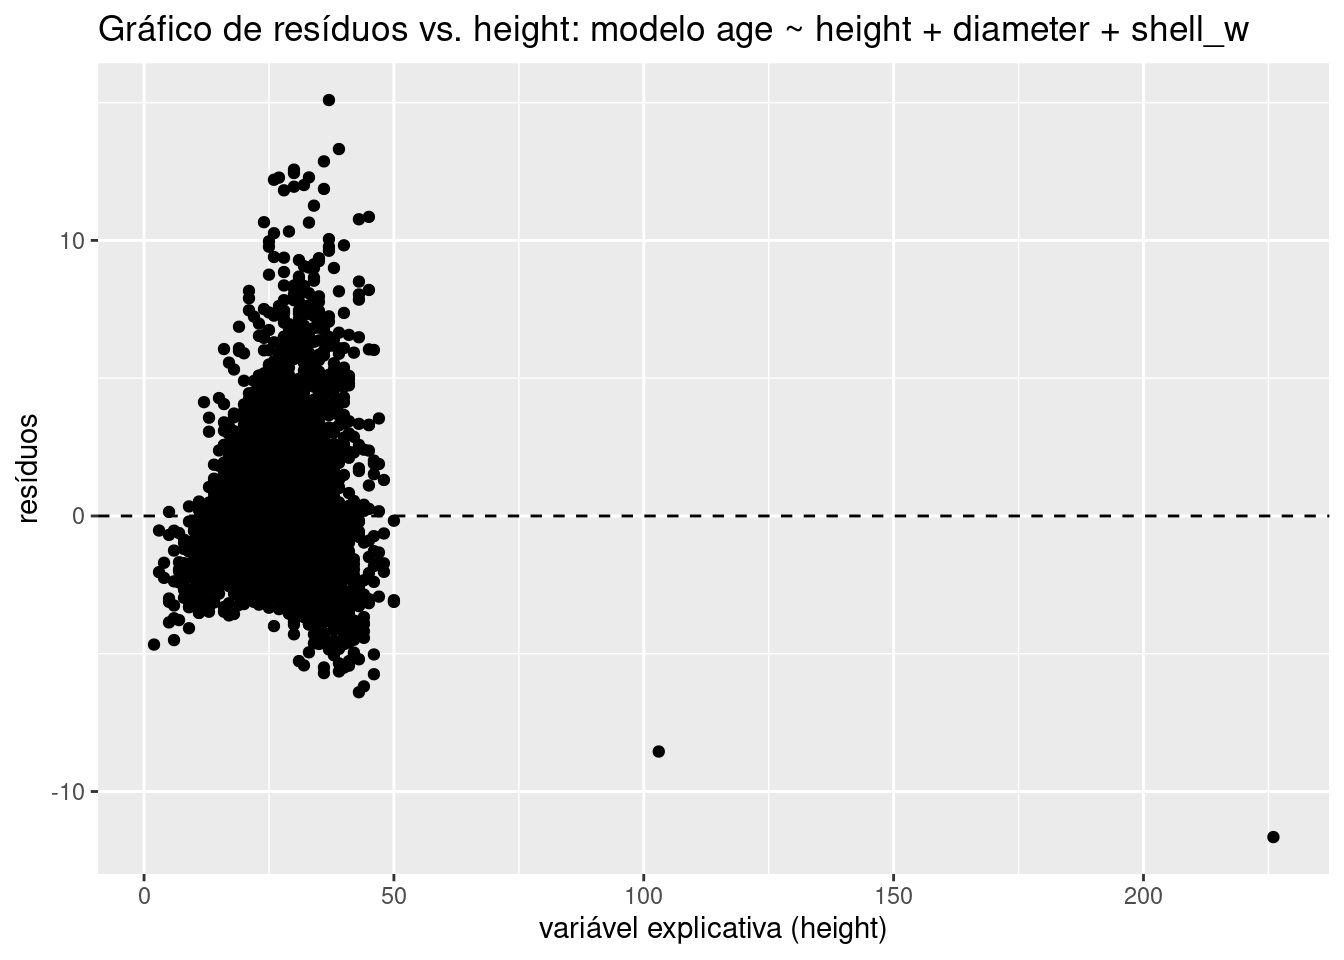 Gráfico de resíduos vs. height: modelo age ~ height + diameter + shell_w
10
0
-10
resíduos
0 50 100 150 200
variável explicativa (height)